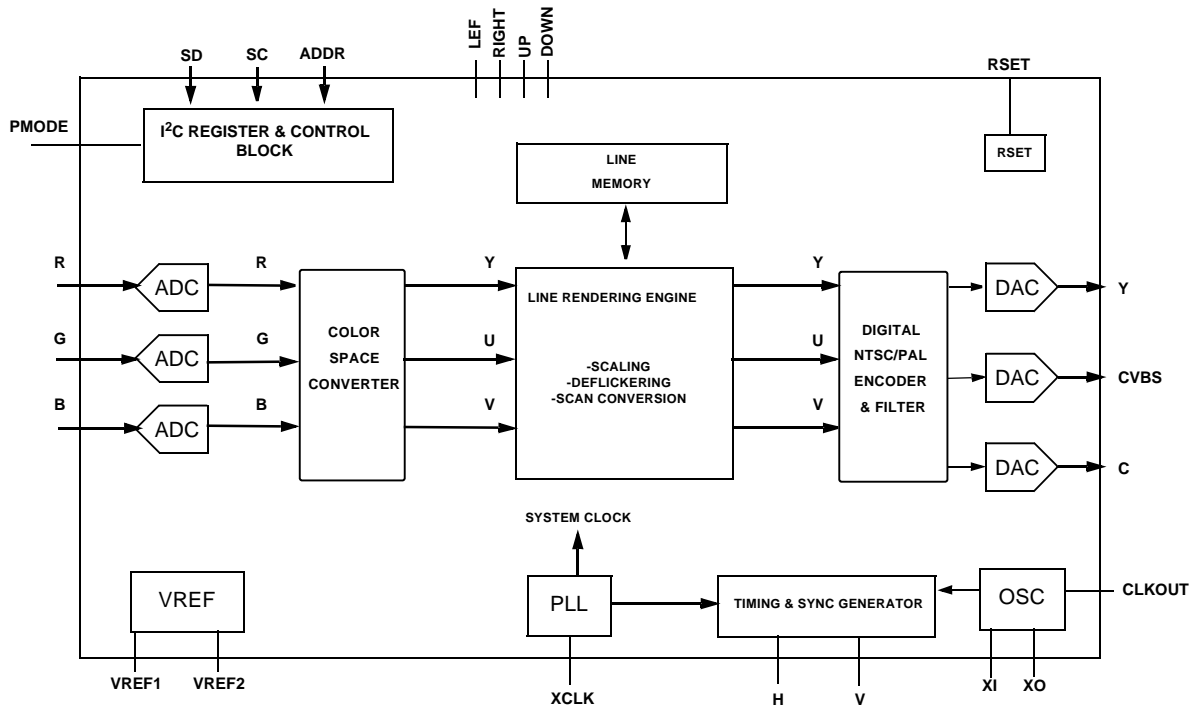 LEF
RIGHT
UP
DOWN
SD
SC
ADDR
RSET
PMODE
I²C REGISTER & CONTROL
BLOCK
LINE
MEMORY
RSET
R
R
Y
Y
ADC
LINE RENDERING ENGINE
DAC
Y
G
G
U
U
ADC
COLOR
SPACE
CONVERTER
-SCALING
-DEFLICKERING
-SCAN CONVERSION
DIGITAL
NTSC/PAL
ENCODER
& FILTER
DAC
CVBS
B
B
V
V
ADC
DAC
C
SYSTEM CLOCK
VREF
PLL
TIMING & SYNC GENERATOR
OSC
CLKOUT
VREF1
VREF2
XCLK
H
V
XI
XO